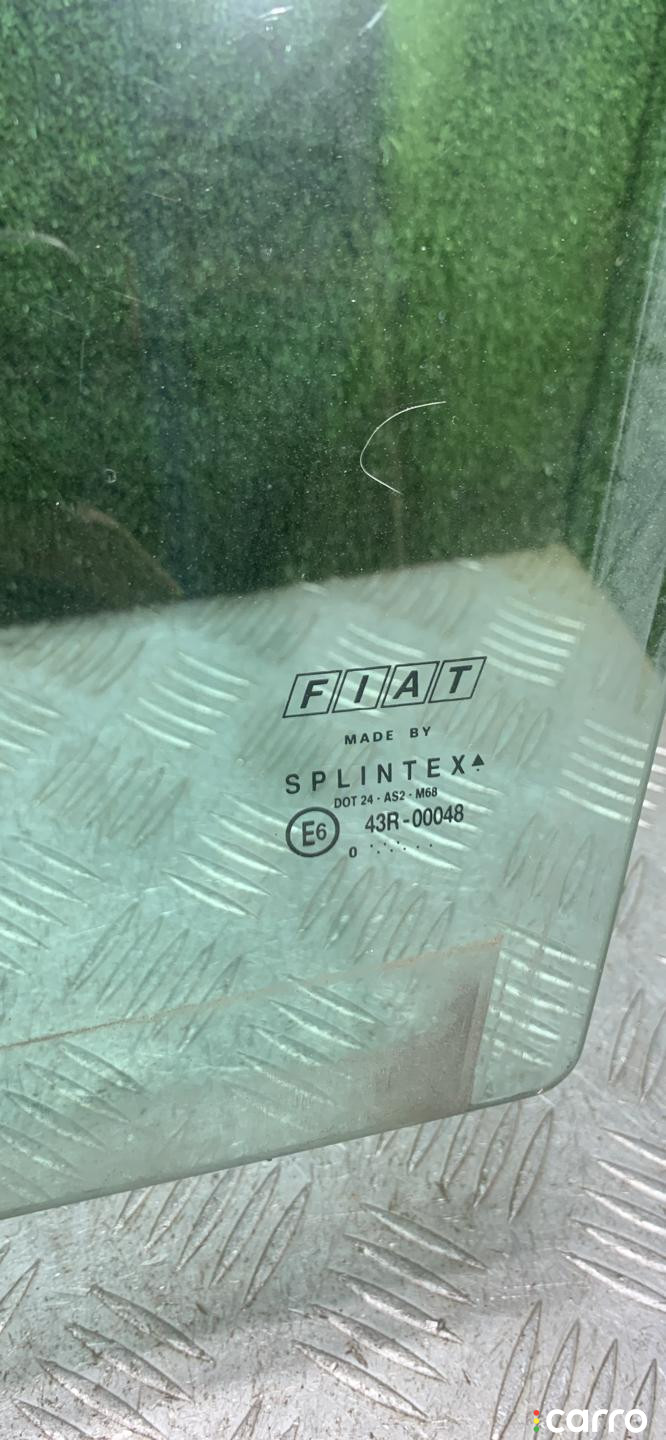 FIAT
MADE BY
SPLINTEX
DOT 24 - AS2 - M68
E6 43R-00048
0 ......
carro